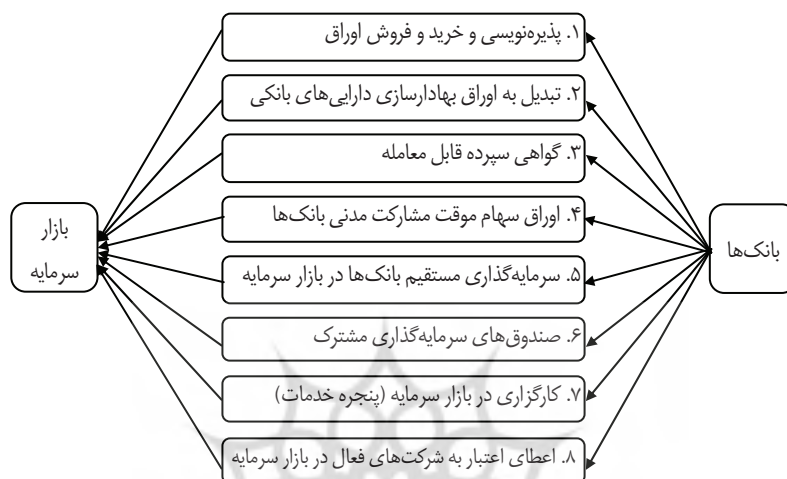 بانک‌ها
۱. پذیره‌نویسی و خرید و فروش اوراق
۲. تبدیل به اوراق بهادارسازی دارایی‌های بانکی
۳. گواهی سپرده قابل معامله
۴. اوراق سهام موقت مشارکت مدنی بانک‌ها
۵. سرمایه‌گذاری مستقیم بانک‌ها در بازار سرمایه
۶. صندوق‌های سرمایه‌گذاری مشترک
۷. کارگزاری در بازار سرمایه (پنجره خدمات)
۸. اعطای اعتبار به شرکت‌های فعال در بازار سرمایه
بازار
سرمایه